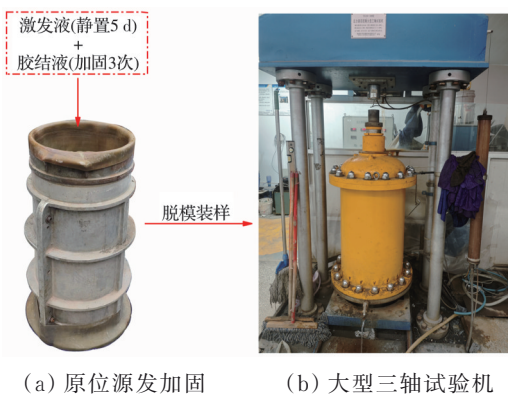 激发液(静置5 d)
+
胶结液(加固3次)
脱模装样
(a) 原位源发加固
(b) 大型三轴试验机